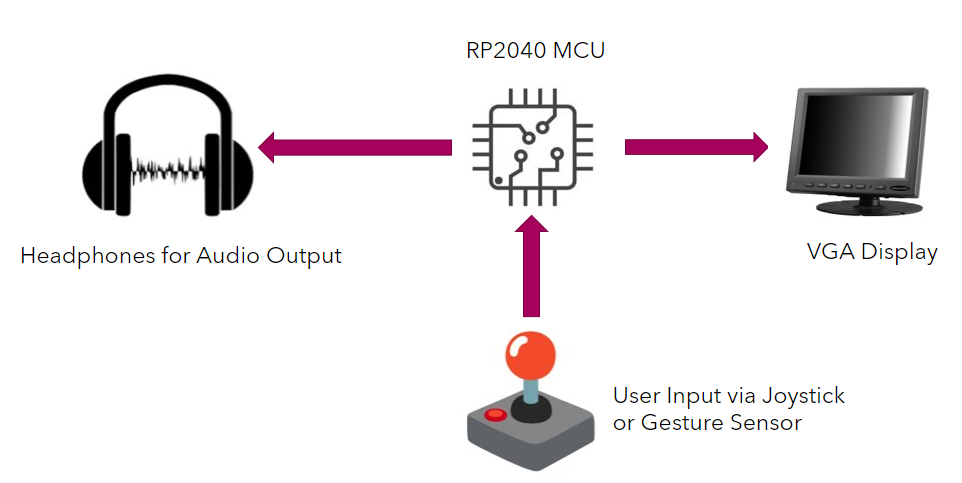 RP2040 MCU
Headphones for Audio Output
VGA Display
User Input via Joystick
or Gesture Sensor